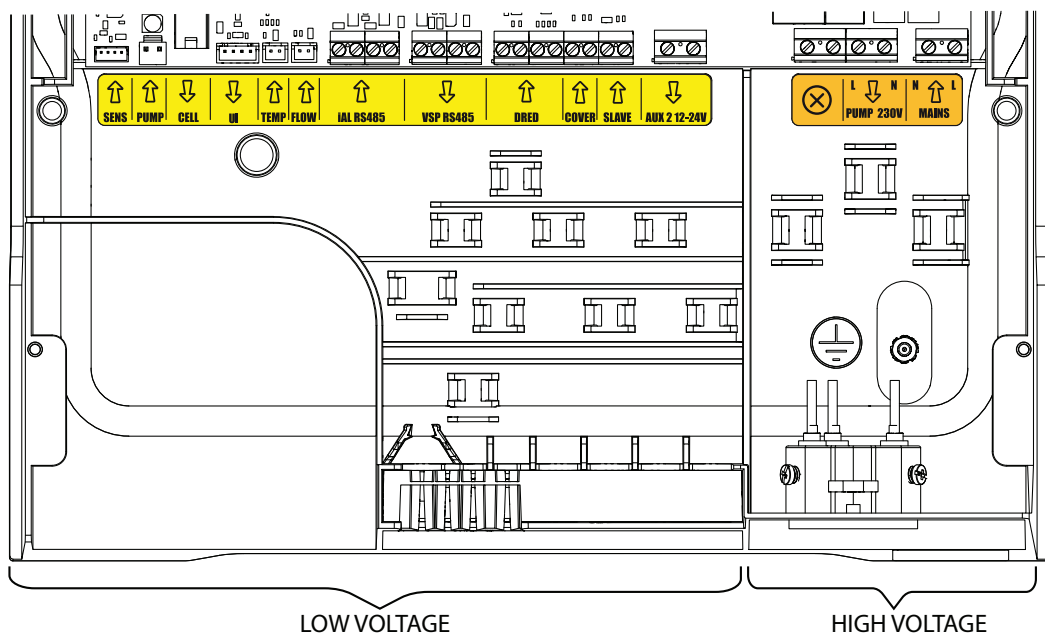 SENS PUMP CELL UI TEMP FLOW iAL RS485 VSP RS485 DRED COVER SLAVE AUX 2 12-24V
L N N L
PUMP 230V MAINS
LOW VOLTAGE
HIGH VOLTAGE